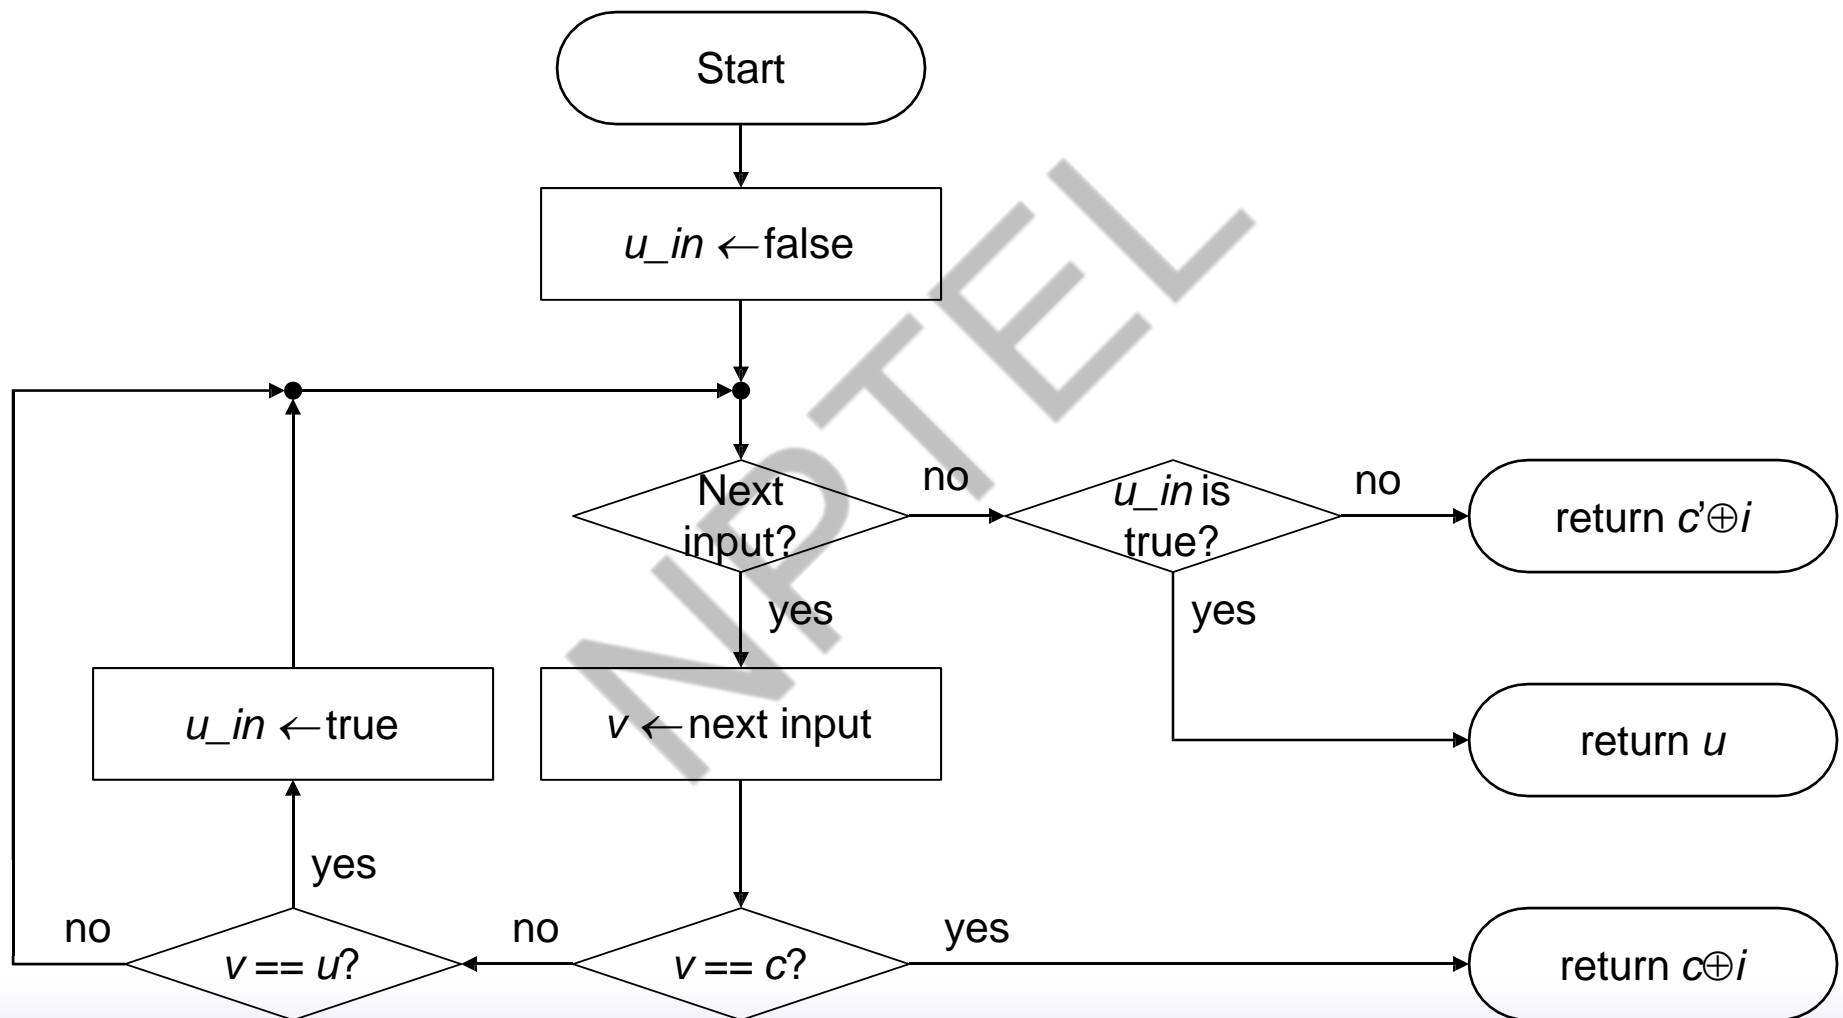 Start
u_in ←false
Next
input?
no
u_in is
true?
no
return c’⊕i
yes
yes
u_in ←true
v ←next input
return u
yes
no
v == u?
no
v == c?
yes
return c⊕i
NPTEL